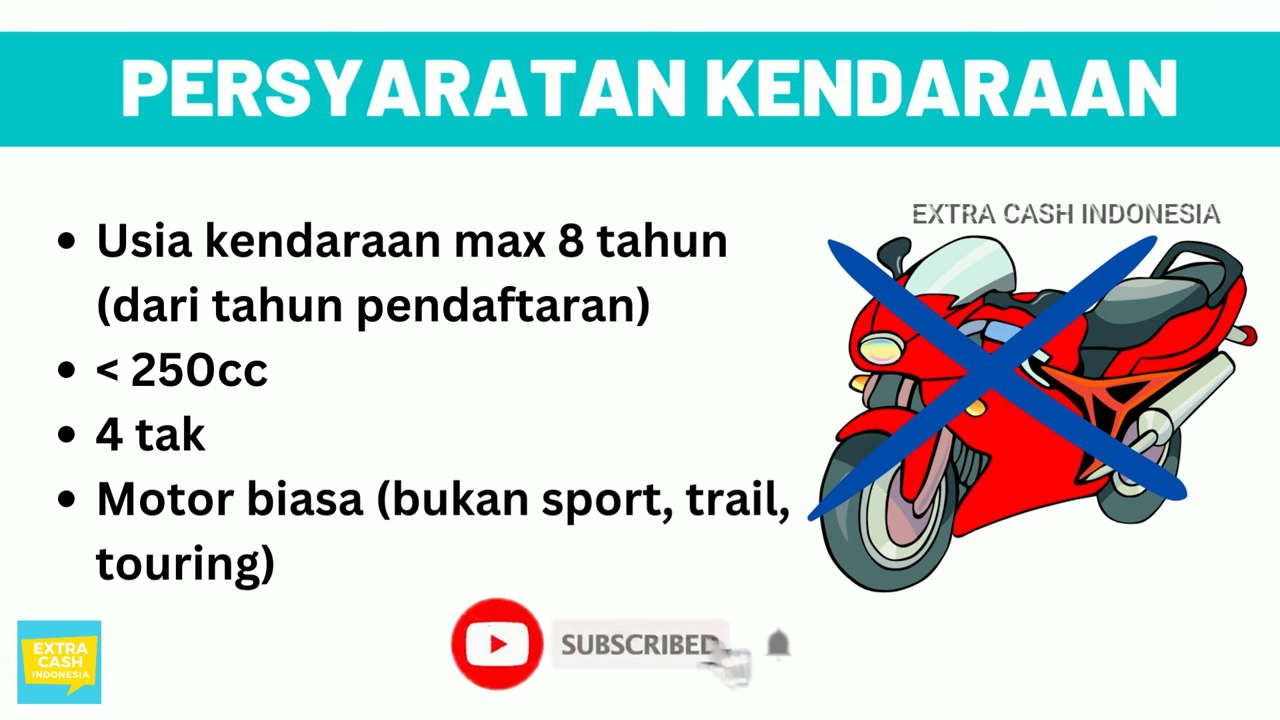 PERSYARATAN KENDARAAN
EXTRA CASH INDONESIA
• Usia kendaraan max 8 tahun
(dari tahun pendaftaran)
• < 250cc
• 4 tak
• Motor biasa (bukan sport, trail,
touring)
SUBSCRIBED
EXTRA
CASH
INDONESIA